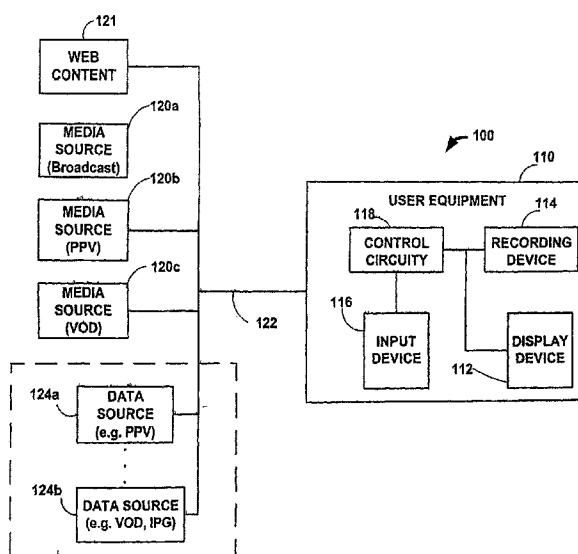 121
WEB
CONTENT
120a
MEDIA
SOURCE
(Broadcast)
120b
MEDIA
SOURCE
(PPV)
120c
MEDIA
SOURCE
(VOD)
122
124a
DATA
SOURCE
(e.g. PPV)
124b
DATA SOURCE
(e.g. VOD, IPG)
100
110
USER EQUIPMENT
118
114
CONTROL
CIRCUITY
RECORDING
DEVICE
116
INPUT
DEVICE
112
DISPLAY
DEVICE